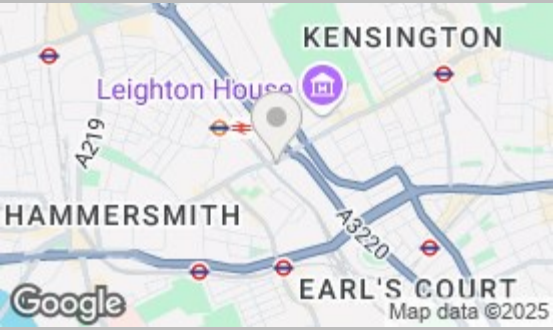 KENSINGTON
Leighton House
A219
HAMMERSMITH
A3220
EARL'S COURT
Google
Map data ©2025